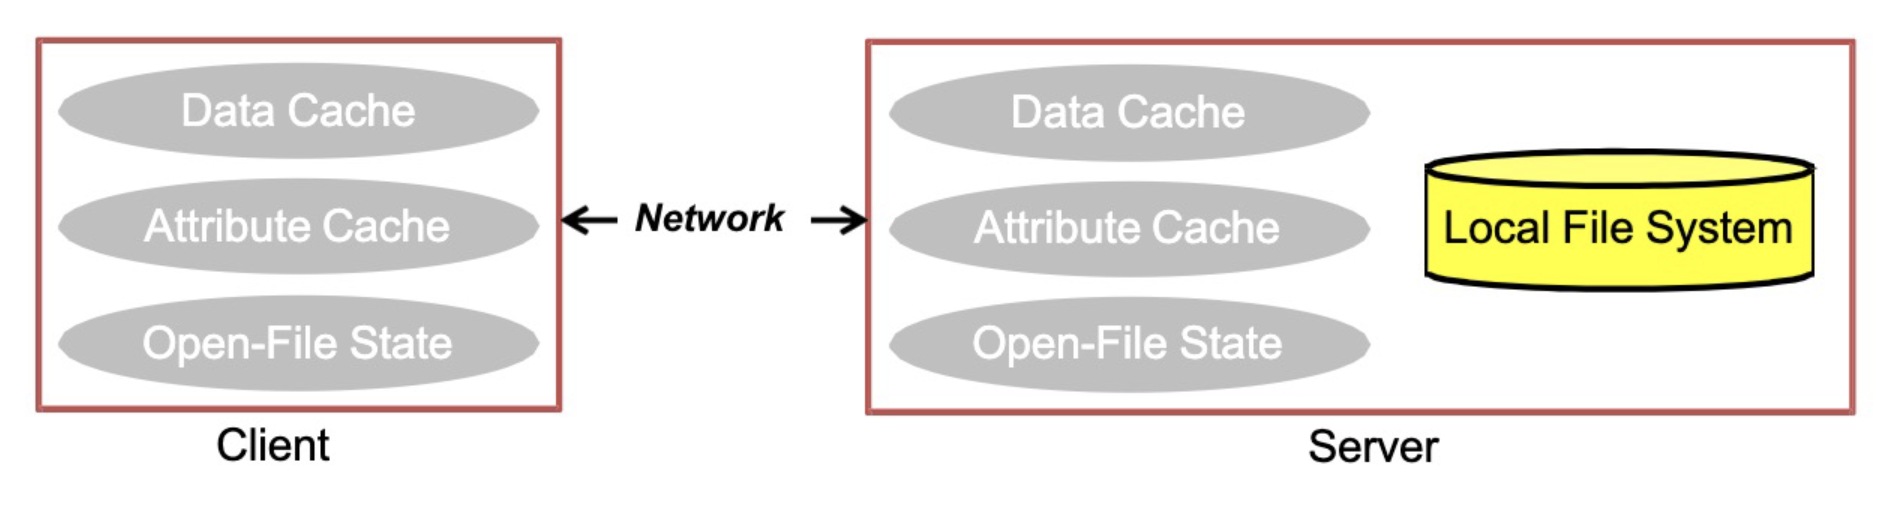 Data Cache
Attribute Cache
Open-File State
Client
Network
Data Cache
Attribute Cache
Open-File State
Local File System
Server